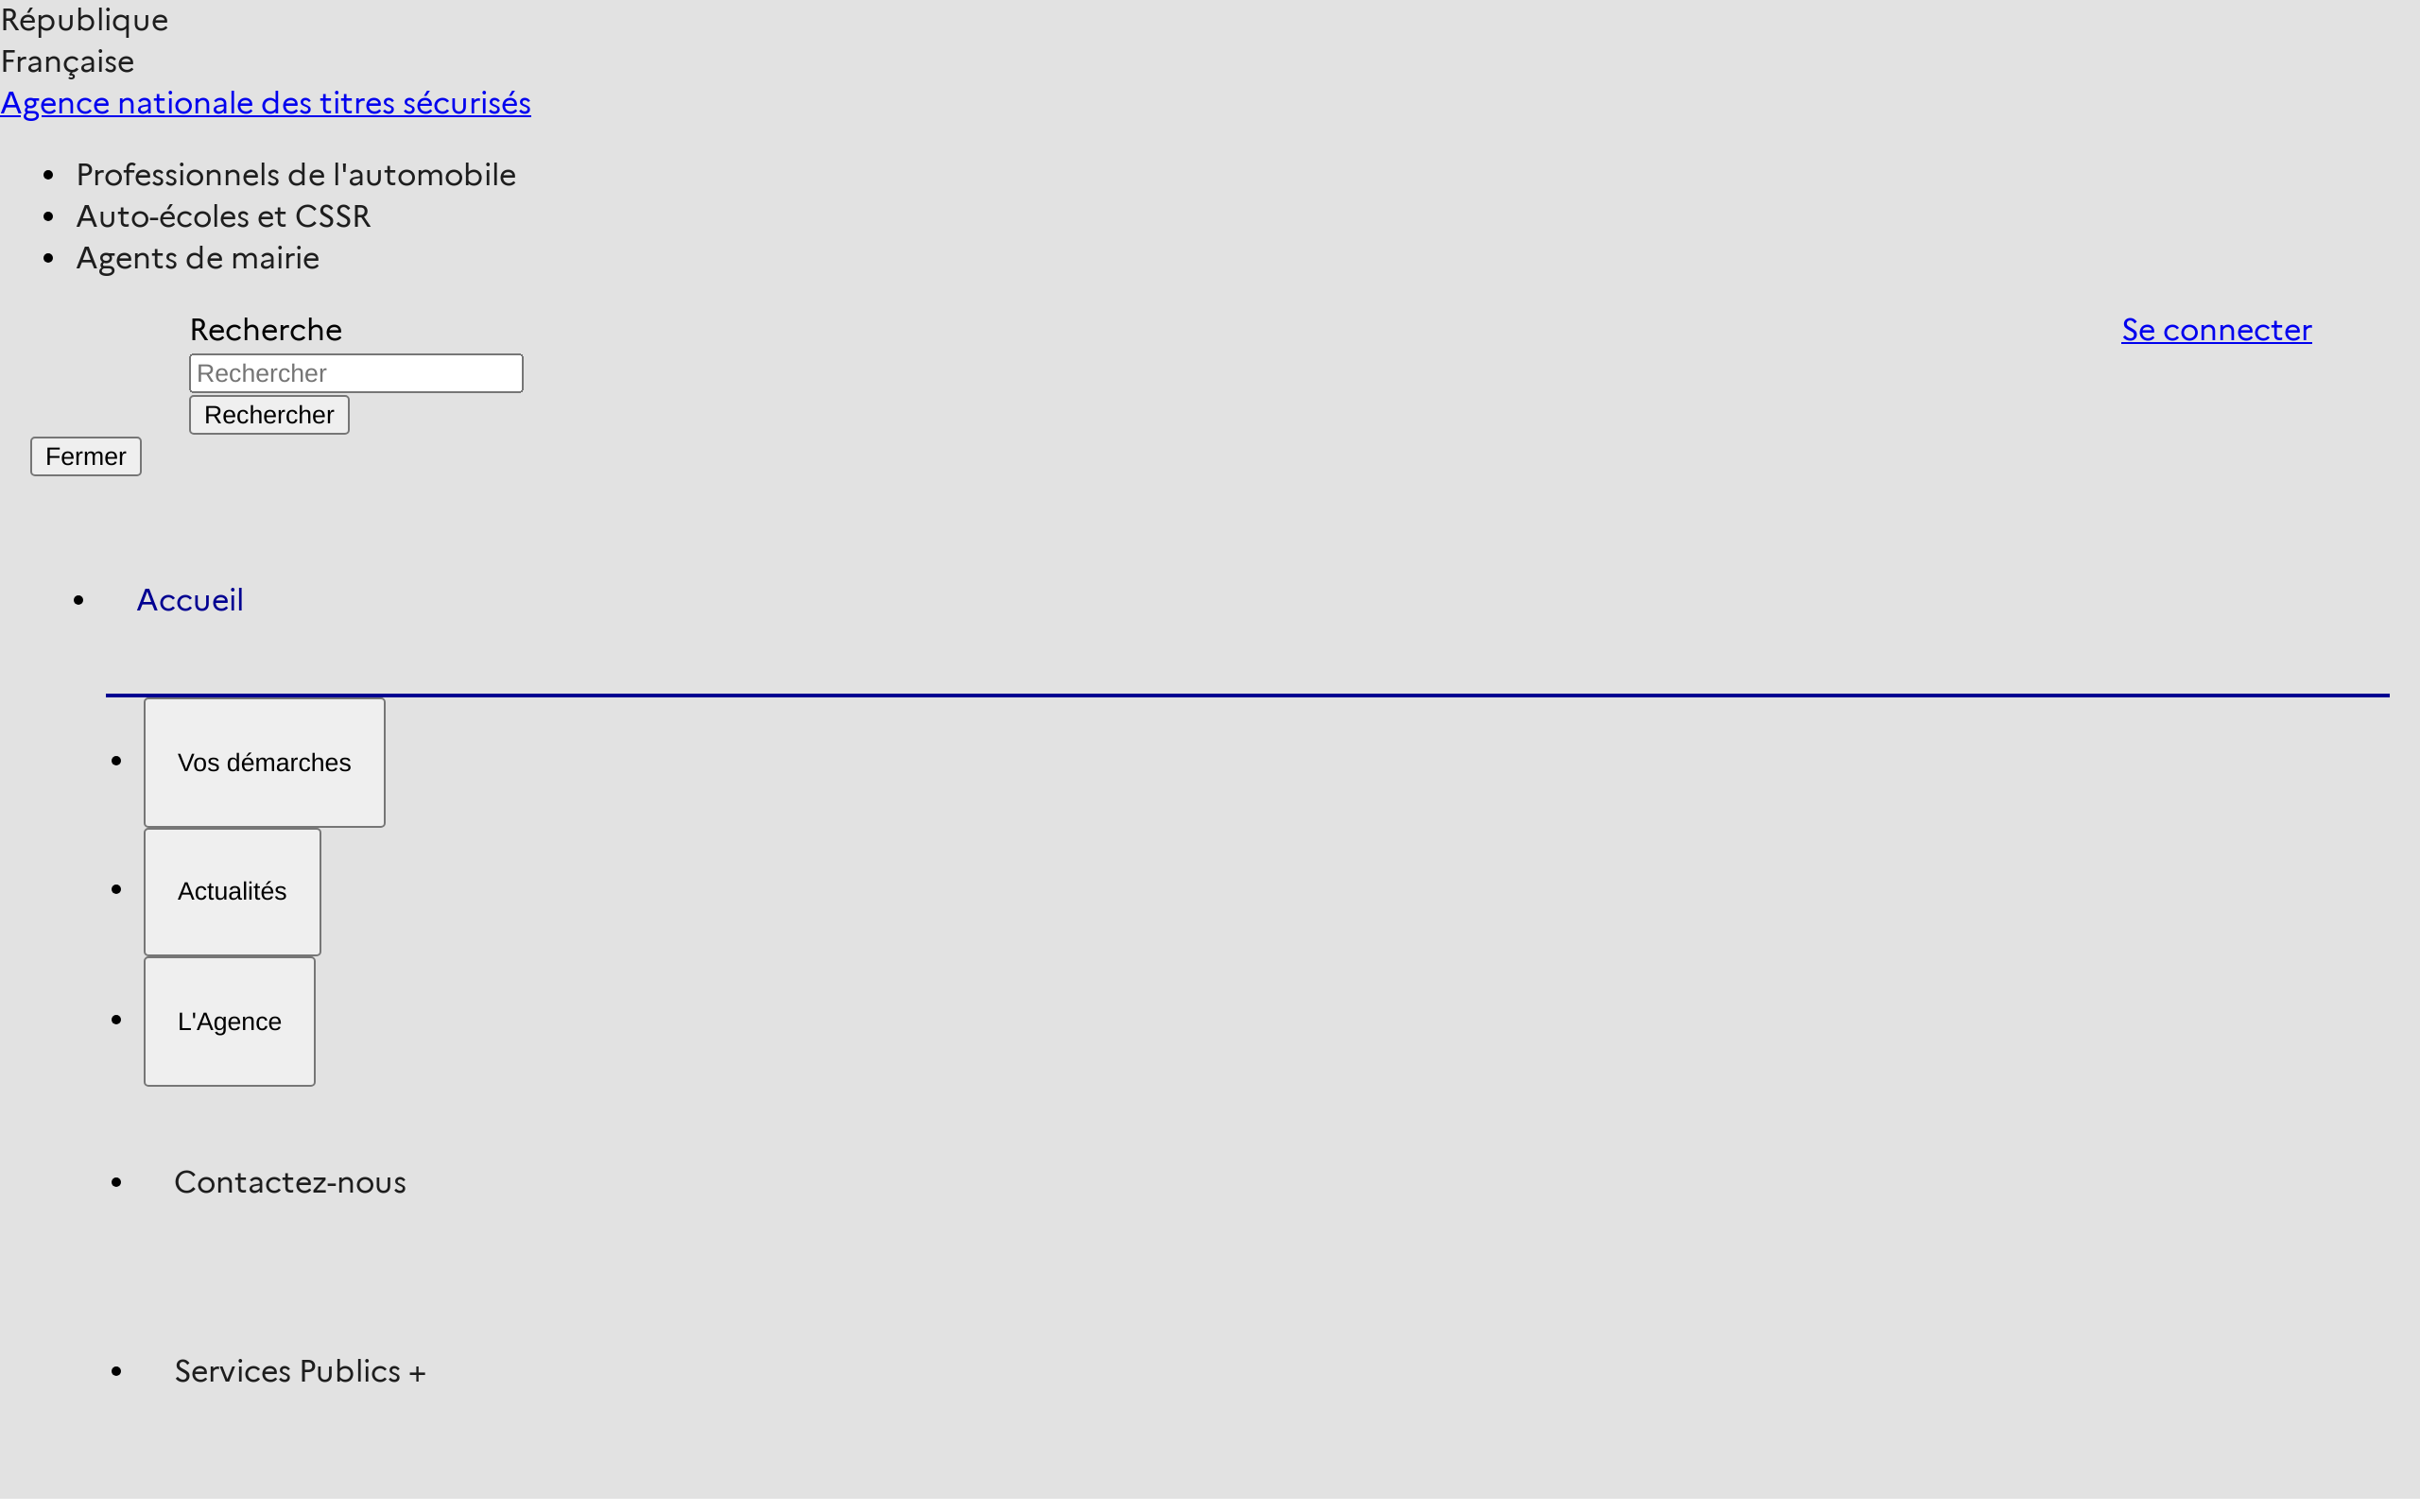 République
Française
Agence nationale des titres sécurisés
Professionnels de l'automobile
Auto-écoles et CSSR
Agents de mairie
Recherche
Se connecter
Rechercher
Rechercher
Fermer
Accueil
Vos démarches
Actualités
L'Agence
Contactez-nous
Services Publics +